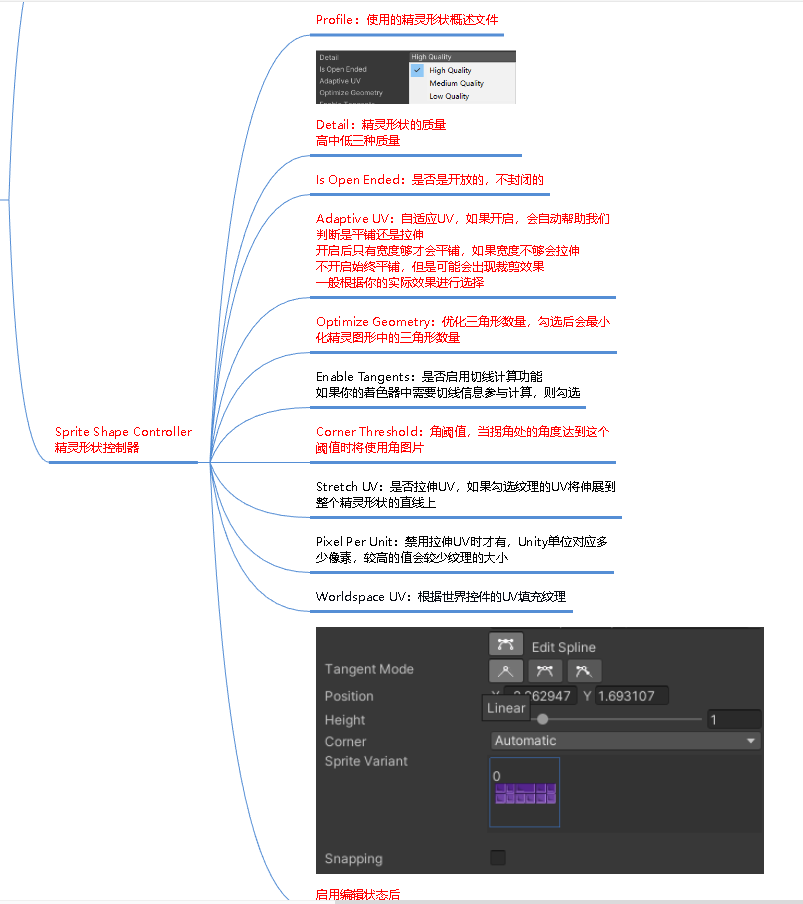 Profile：使用的精灵形状概述文件
Detail
High Quality
Is Open Ended
High Quality
Adaptive UV
Medium Quality
Optimize Geometry
Low Quality
Enable Tangents
Detail：精灵形状的质量
高中低三种质量
Is Open Ended：是否是开放的，不封闭的
Adaptive UV：自适应UV，如果开启，会自动帮助我们
判断是平铺还是拉伸
开启后只有宽度够才会平铺，如果宽度不够会拉伸
不开启始终平铺，但是可能会出现裁剪效果
一般根据你的实际效果进行选择
Optimize Geometry：优化三角形数量，勾选后会最小
化精灵图形中的三角形数量
Enable Tangents：是否启用切线计算功能
如果你的着色器中需要切线信息参与计算，则勾选
Sprite Shape Controller
精灵形状控制器
Corner Threshold：角阈值，当拐角处的角度达到这个
阈值时将使用角图片
Stretch UV：是否拉伸UV，如果勾选纹理的UV将伸展到
整个精灵形状的直线上
Pixel Per Unit：禁用拉伸UV时才有，Unity单位对应多
少像素，较高的值会较少纹理的大小
Worldspace UV：根据世界控件的UV填充纹理
Edit Spline
Tangent Mode
Position
Y 1.693107
Linear
Height
1
Corner
Automatic
Sprite Variant
0
Snapping
启用编辑状态后